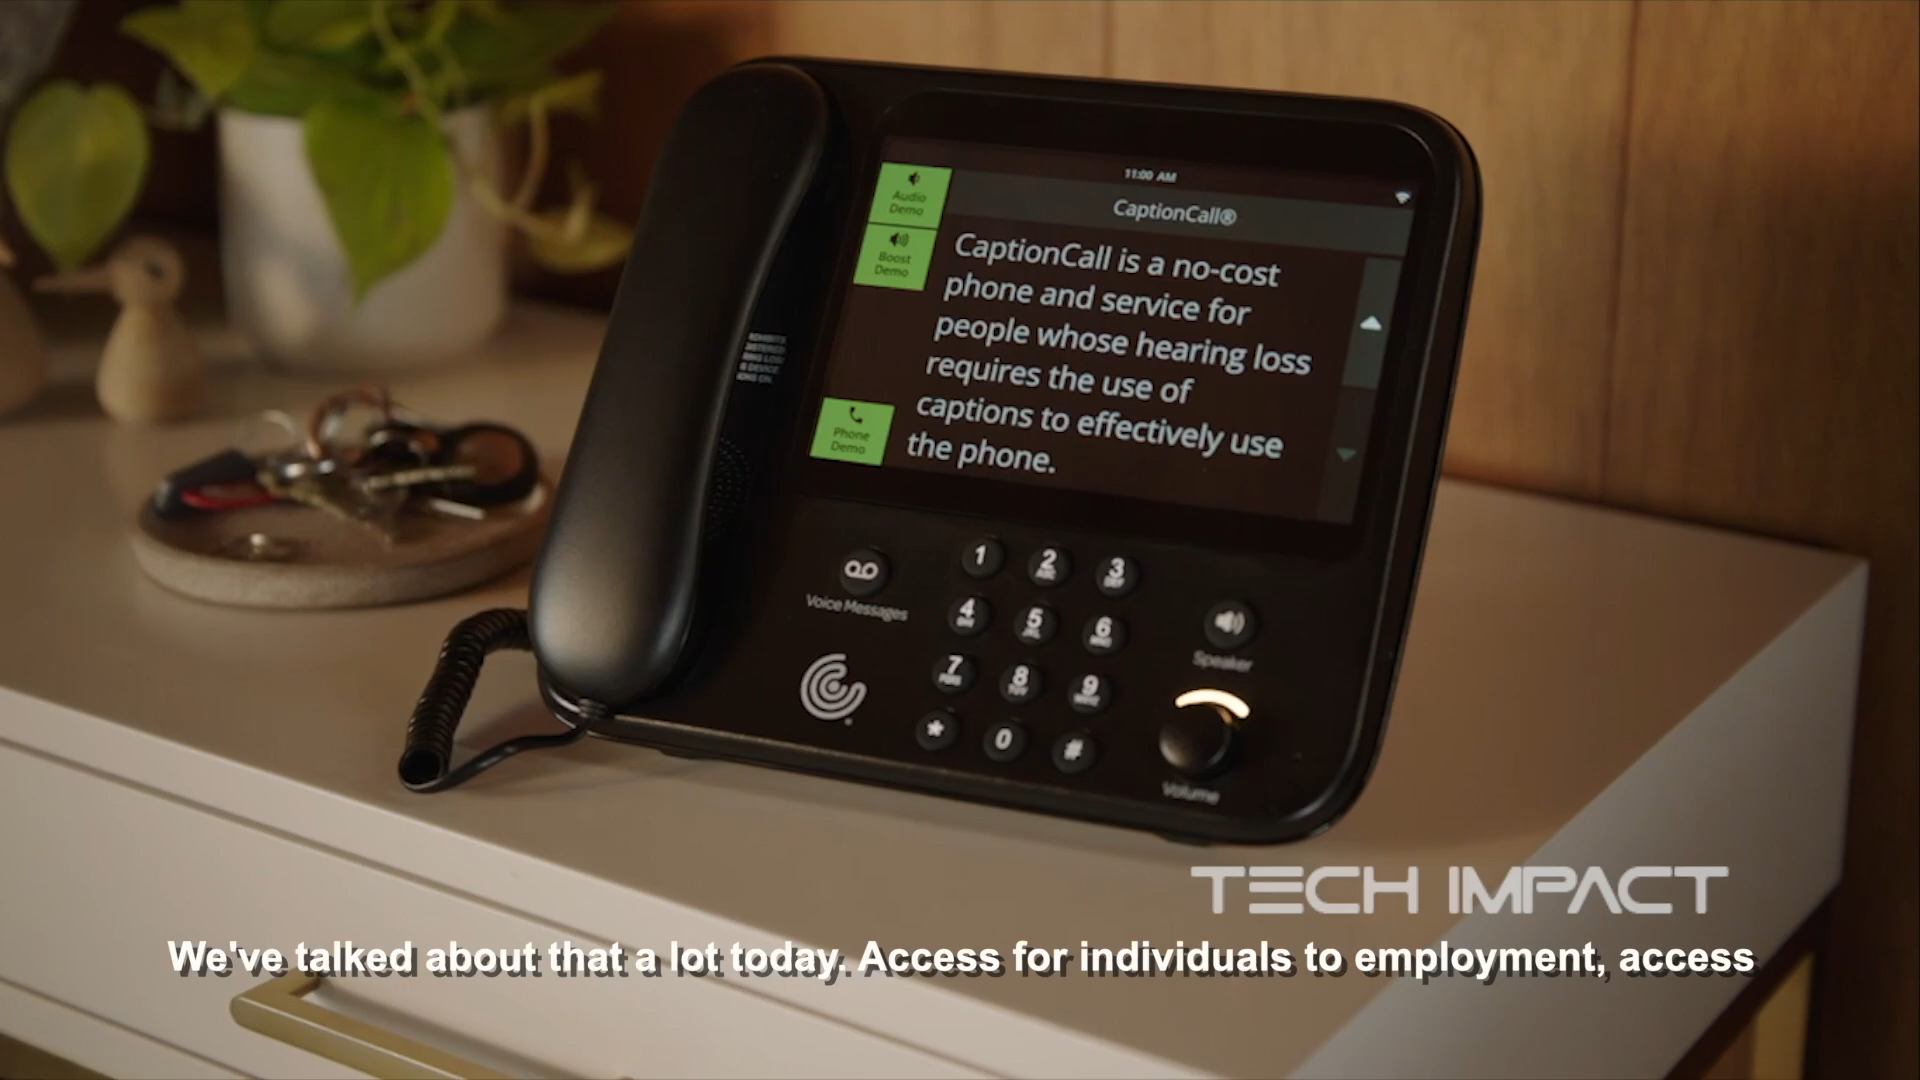 11:00 AM
CaptionCall®
Audio
Demo
Boost
Demo
Phone
Demo
CaptionCall is a no-cost
phone and service for
people whose hearing loss
requires the use of
captions to effectively use
the phone.
Voice Messages
1
2
3
4
5
6
7
8
9
*
0
#
Speaker
Volume
TECH IMPACT
We've talked about that a lot today. Access for individuals to employment, access